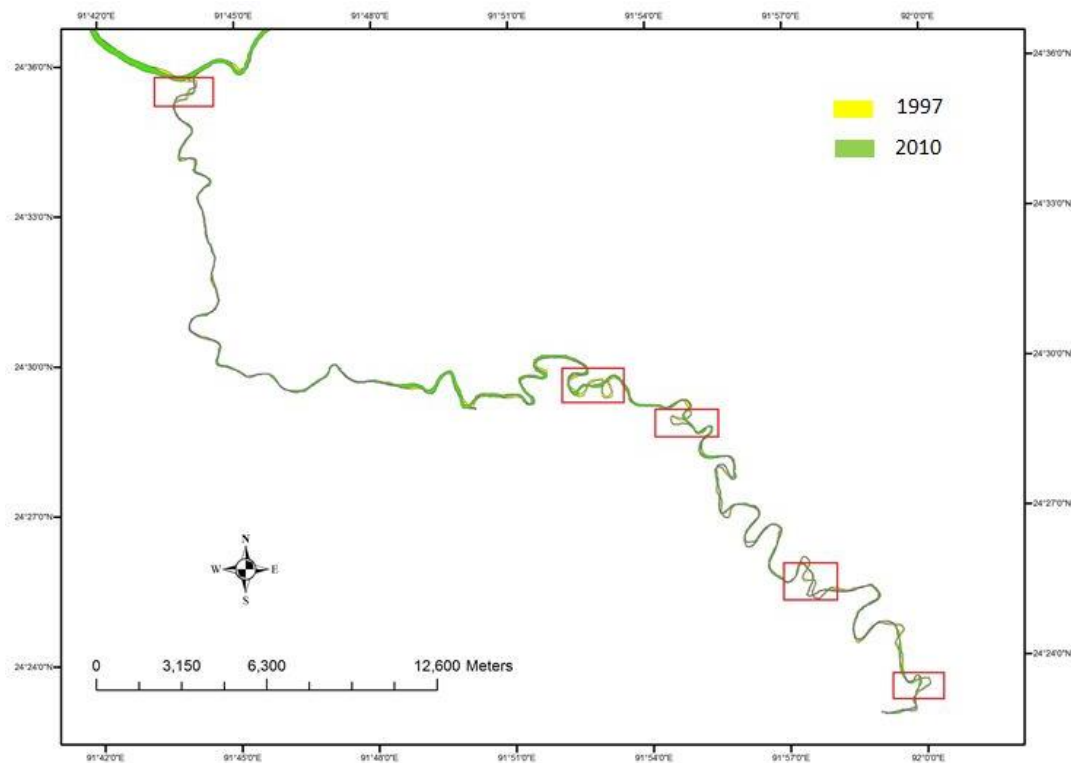 91°42'0"E 91°45'0"E 91°48'0"E 91°51'0"E 91°54'0"E 91°57'0"E 92°0'0"E
24°36'0"N 24°36'0"N
1997
2010
24°33'0"N 24°33'0"N
24°30'0"N 24°30'0"N
24°27'0"N 24°27'0"N
N
W E
S
24°24'0"N 24°24'0"N
0 3,150 6,300 12,600 Meters
91°42'0"E 91°45'0"E 91°48'0"E 91°51'0"E 91°54'0"E 91°57'0"E 92°0'0"E